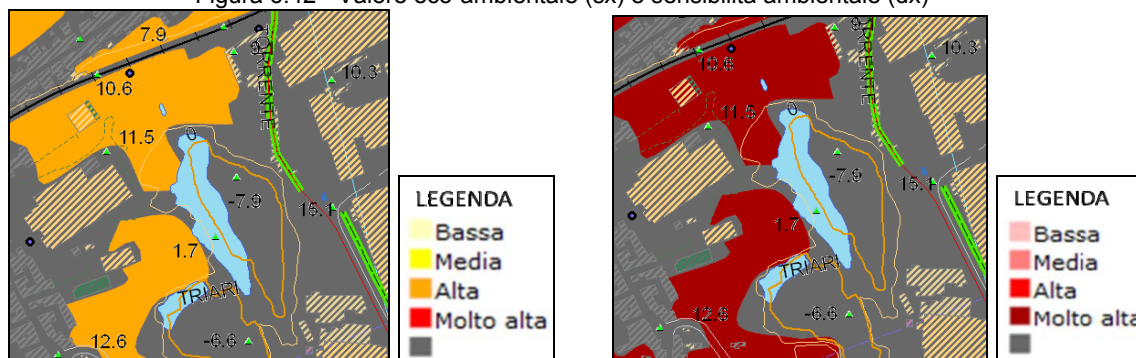 Figura 6.42 - Valore eco-ambientale (sx) e sensibilità ambientale (dx)
7.9
10.6
11.5
TORRENTE
10.3
0
-7.9
15.1
1.7
TRIARI
12.6
-6.6
LEGENDA
Bassa
Media
Alta
Molto alta
10.6
11.5
RRENTE
10.3
0
-7.9
15.1
1.7
TRIARI
12.6
-6.6
LEGENDA
Bassa
Media
Alta
Molto alta